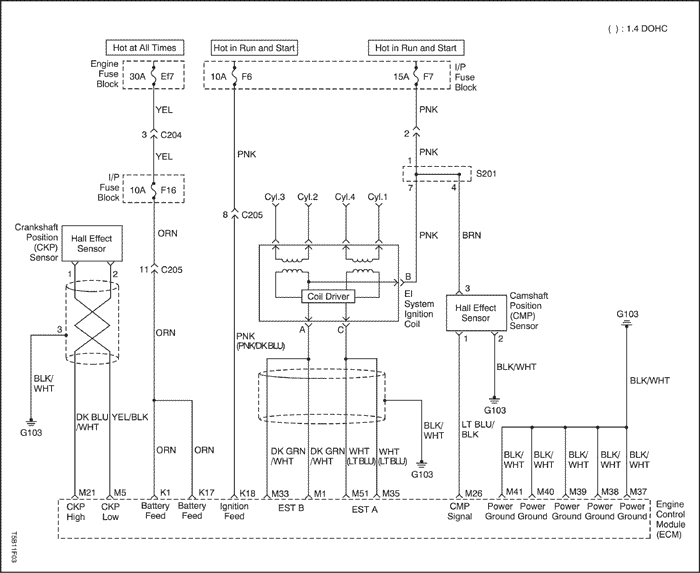 ( ) : 1.4 DOHC
Hot at All Times
Hot in Run and Start
Hot in Run and Start
Engine
Fuse
Block
30A
Ef7
10A
F6
15A
F7
I/P
Fuse
Block
YEL
3
C204
YEL
PNK
PNK
2
PNK
1
S201
7
4
I/P
Fuse
Block
10A
F16
Cyl.3
Cyl.2
Cyl.4
Cyl.1
8
C205
Crankshaft
Position
(CKP)
Sensor
Hall Effect
Sensor
ORN
PNK
BRN
1
2
11
C205
B
EI
System
Ignition
Coil
Coil Driver
3
Hall Effect
Sensor
Camshaft
Position
(CMP)
Sensor
G103
3
ORN
PNK
(PNK/DK BLU)
A
C
1
2
BLK/
WHT
BLK/WHT
BLK/WHT
G103
DK BLU
/WHT
YEL/BLK
G103
BLK/
WHT
LT BLU/
BLK
ORN
ORN
DK GRN
/WHT
DK GRN
/WHT
WHT
(LT BLU)
WHT
(LT BLU)
G103
BLK/
WHT
BLK/
WHT
BLK/
WHT
BLK/
WHT
BLK/
WHT
M21
M5
K1
K17
K18
M33
M1
M51
M35
M26
M41
M40
M39
M38
M37
CKP
High
CKP
Low
Battery
Feed
Battery
Feed
Ignition
Feed
EST B
EST A
CMP
Signal
Power
Ground
Power
Ground
Power
Ground
Power
Ground
Power
Ground
Engine
Control
Module
(ECM)
T5B11F03